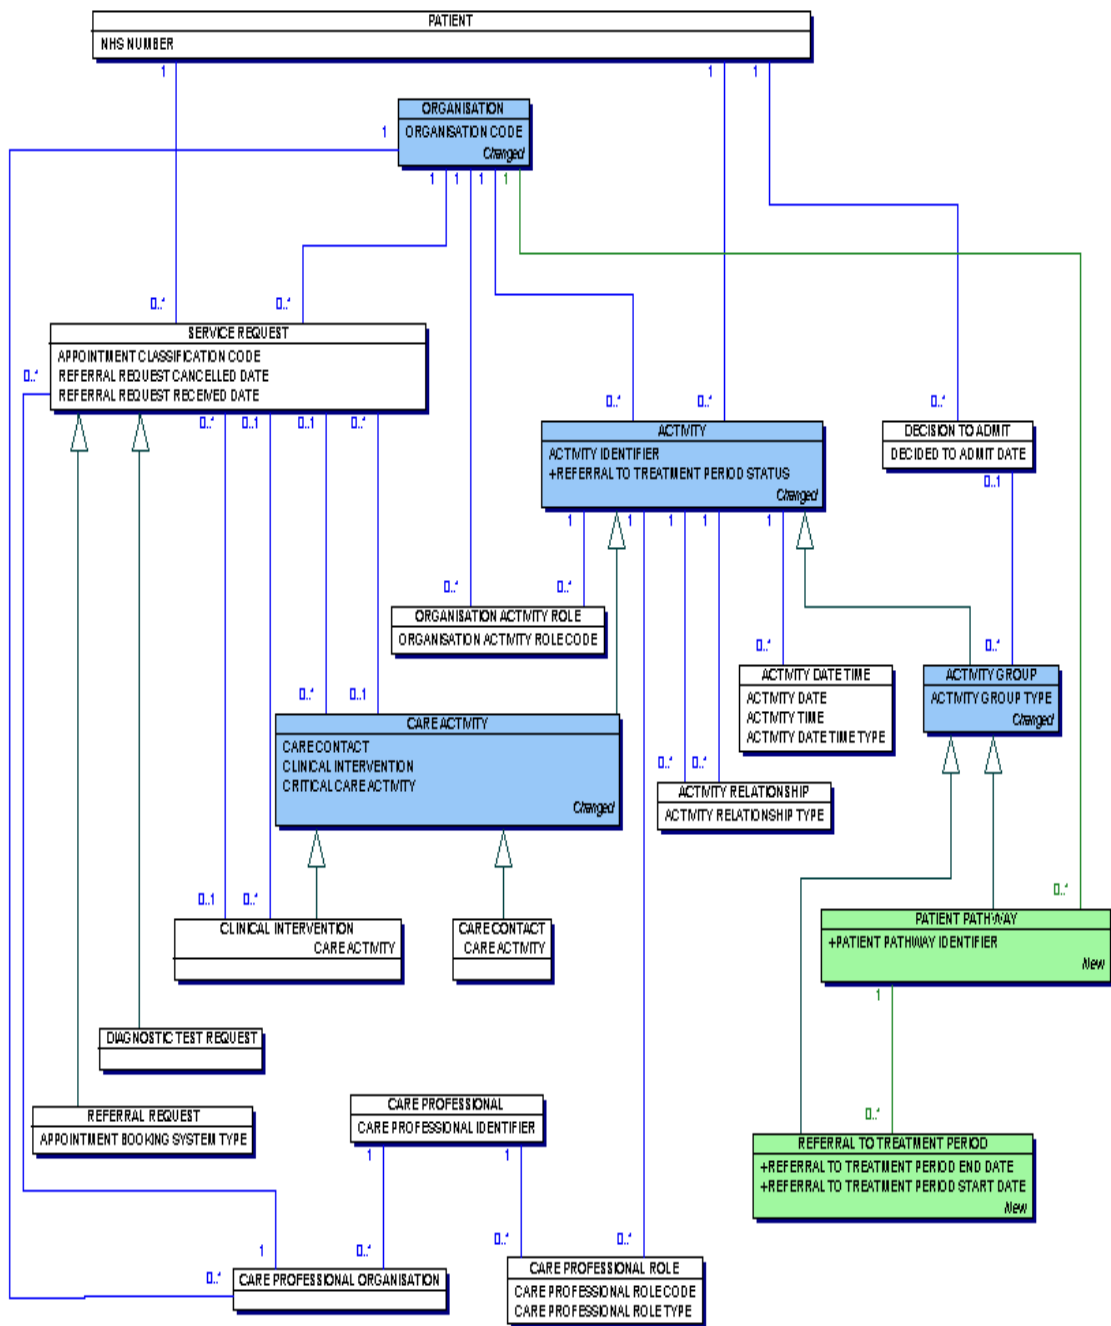 PATIENT
NHS NUMBER
1
1
1
ORGANISATION
1
ORGANISATION CODE
Changed
1
1
1
1
0..*
0..*
SERVICE REQUEST
APPOINTMENT CLASSIFICATION CODE
0..*
REFERRAL REQUEST CANCELLED DATE
REFERRAL REQUEST RECEIVED DATE
0..*
0..*
0..*
0..*
0..1
0..1
0..*
ACTIVITY
DECISION TO ADMIT
ACTIVITY IDENTIFIER
DECIDED TO ADMIT DATE
+REFERRAL TO TREATMENT PERIOD STATUS
0..1
Changed
1
1
1
1
1
0..*
0..*
ORGANISATION ACTIVITY ROLE
ORGANISATION ACTIVITY ROLE CODE
0..*
0..*
ACTIVITY DATE TIME
ACTIVITY GROUP
0..*
0..1
ACTIVITY DATE
ACTIVITY GROUP TYPE
ACTIVITY TIME
Changed
CARE ACTIVITY
ACTIVITY DATE TIME TYPE
CARE CONTACT
CLINICAL INTERVENTION
0..*
0..*
CRITICAL CARE ACTIVITY
ACTIVITY RELATIONSHIP
Changed
ACTIVITY RELATIONSHIP TYPE
0..1
0..*
0..*
PATIENT PATHWAY
CLINICAL INTERVENTION
CARE CONTACT
CARE ACTIVITY
CARE ACTIVITY
+PATIENT PATHWAY IDENTIFIER
New
1
DIAGNOSTIC TEST REQUEST
CARE PROFESSIONAL
REFERRAL REQUEST
0..*
CARE PROFESSIONAL IDENTIFIER
APPOINTMENT BOOKING SYSTEM TYPE
REFERRAL TO TREATMENT PERIOD
1
1
+REFERRAL TO TREATMENT PERIOD END DATE
+REFERRAL TO TREATMENT PERIOD START DATE
New
0..*
0..*
1
0..*
CARE PROFESSIONAL ROLE
0..*
CARE PROFESSIONAL ORGANISATION
CARE PROFESSIONAL ROLE CODE
CARE PROFESSIONAL ROLE TYPE